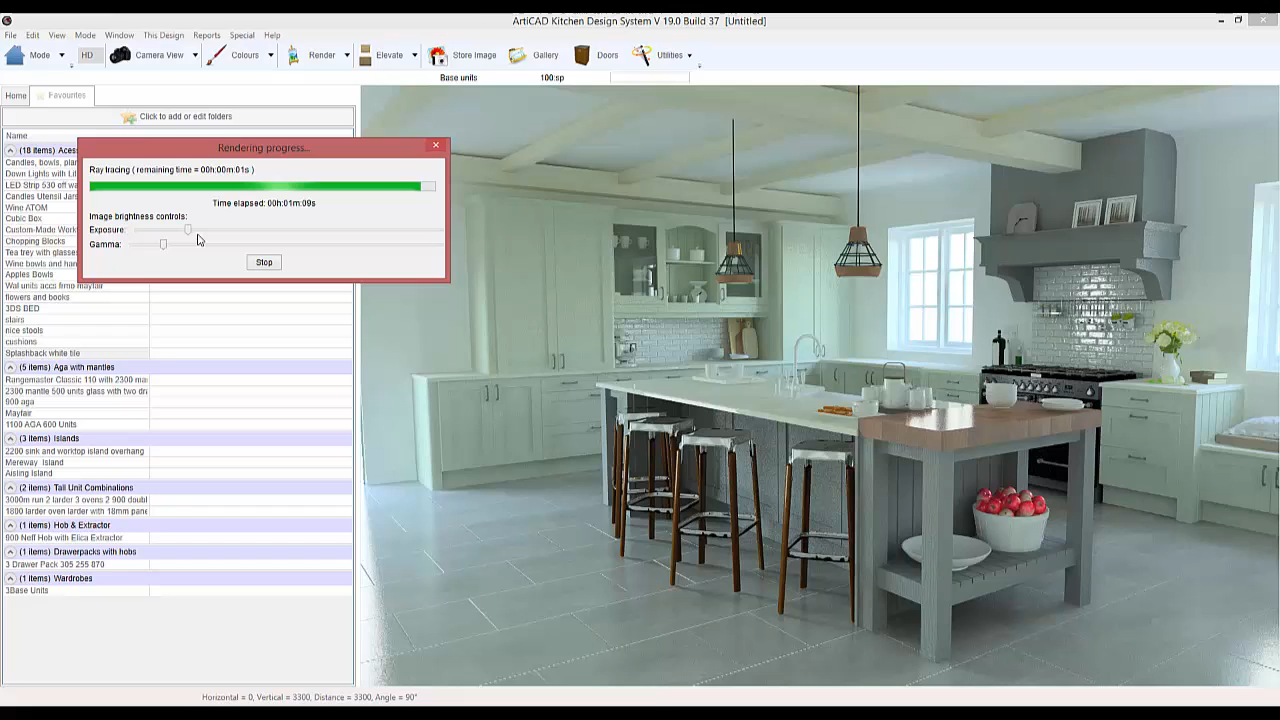 ArtiCAD Kitchen Design System V 19.0 Build 37 [Untitled]
File Edit View Mode Window This Design Reports Special Help
Mode HD Camera View Colours Render Elevate Store Image Gallery Doors Utilities
Base units 100:sp
Home Favourites
Click to add or edit folders
Name
(18 items) Aces
Candles, bowls, plan
Down Lights with Li
LED Strip 530 off wa
Candles Utensil Jars
Wine ATOM
Cubic Box
Custom-Made Work
Chopping Blocks
Tea trey with glasses
Wine bowls and han
Apples Bowls
Wal units accs firno mayfair
flowers and books
3DS BED
stairs
nice stools
cushions
Splashback white tile
(5 items) Aga with mantles
Rangemaster Classic 110 with 2300 mai
2300 mantle 500 units glass with two dra
900 aga
Mayfair
1100 AGA 600 Units
(3 items) Islands
2200 sink and worktop island overhang
Mereway Island
Aisling Island
(2 items) Tall Unit Combinations
3000m run 2 larder 3 ovens 2 900 doubl
1800 larder oven larder with 18mm pane
(1 items) Hob & Extractor
900 Neff Hob with Elica Extractor
(1 items) Drawerpacks with hobs
3 Drawer Pack 305 255 870
(1 items) Wardrobes
3Base Units
Rendering progress...
Ray tracing ( remaining time = 00h:00m:01s )
Time elapsed: 00h:01m:09s
Image brightness controls:
Exposure:
Gamma:
Stop
Horizontal = 0, Vertical = 3300, Distance = 3300, Angle = 90°